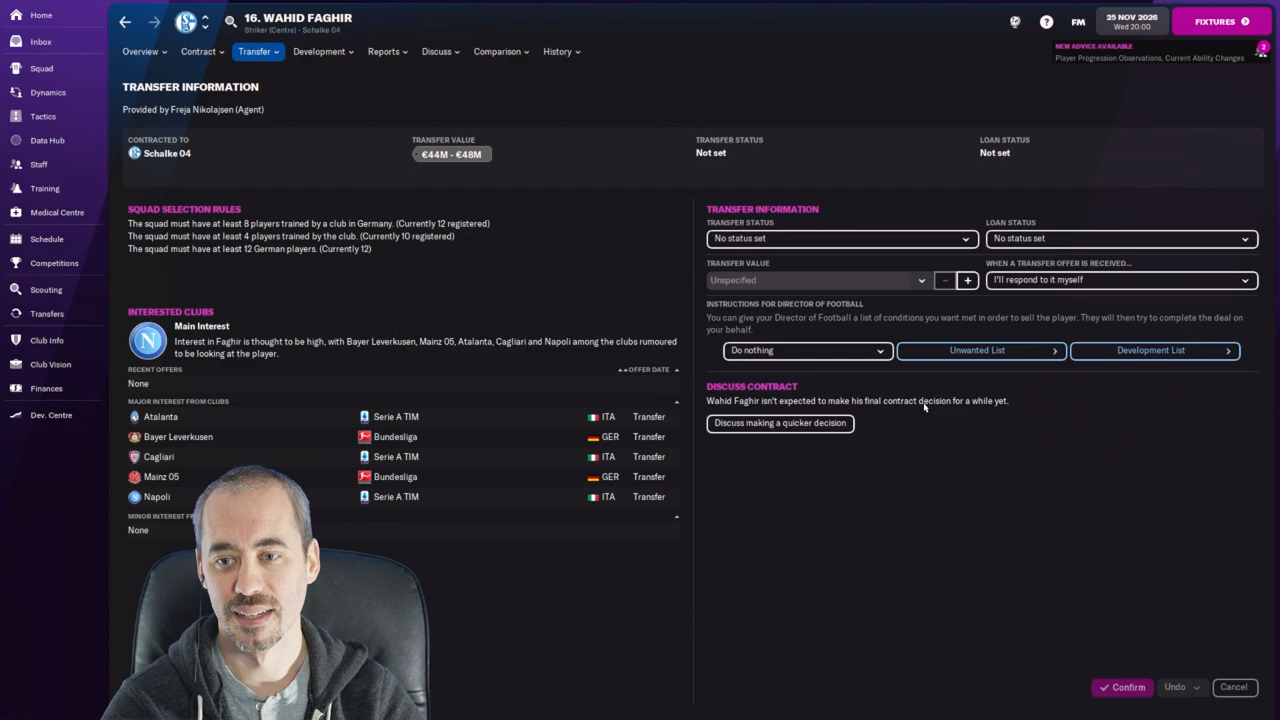 Home
Inbox
Squad
Dynamics
Tactics
Data Hub
Staff
Training
Medical Centre
Schedule
Competitions
Scouting
Transfers
Club Info
Club Vision
Finances
Dev. Centre
16. WAHID FAGHIR
Striker (Centre) - Schalke 04
FM
25 NOV 2026
Wed 20:00
FIXTURES
Overview
Contract
Transfer
Development
Reports
Discuss
Comparison
History
NEW ADVICE AVAILABLE
Player Progression Observations, Current Ability Changes
2
TRANSFER INFORMATION
Provided by Freja Nikolajsen (Agent)
CONTRACTED TO
Schalke 04
TRANSFER VALUE
€44M - €48M
TRANSFER STATUS
Not set
LOAN STATUS
Not set
SQUAD SELECTION RULES
The squad must have at least 8 players trained by a club in Germany. (Currently 12 registered)
The squad must have at least 4 players trained by the club. (Currently 10 registered)
The squad must have at least 12 German players. (Currently 12)
INTERESTED CLUBS
N
Main Interest
Interest in Faghir is thought to be high, with Bayer Leverkusen, Mainz 05, Atalanta, Cagliari and Napoli among the clubs rumoured
to be looking at the player.
RECENT OFFERS
OFFER DATE
None
MAJOR INTEREST FROM CLUBS
Atalanta Serie A TIM ITA Transfer
Bayer Leverkusen Bundesliga GER Transfer
Cagliari Serie A TIM ITA Transfer
Mainz 05 Bundesliga GER Transfer
Napoli Serie A TIM ITA Transfer
MINOR INTEREST
None
TRANSFER INFORMATION
TRANSFER STATUS
No status set
LOAN STATUS
No status set
TRANSFER VALUE
Unspecified
WHEN A TRANSFER OFFER IS RECEIVED...
I'll respond to it myself
INSTRUCTIONS FOR DIRECTOR OF FOOTBALL
You can give your Director of Football a list of conditions you want met in order to sell the player. They will then try to complete the deal on
your behalf.
Do nothing
Unwanted List
Development List
DISCUSS CONTRACT
Wahid Faghir isn't expected to make his final contract decision for a while yet.
Discuss making a quicker decision
Confirm
Undo
Cancel